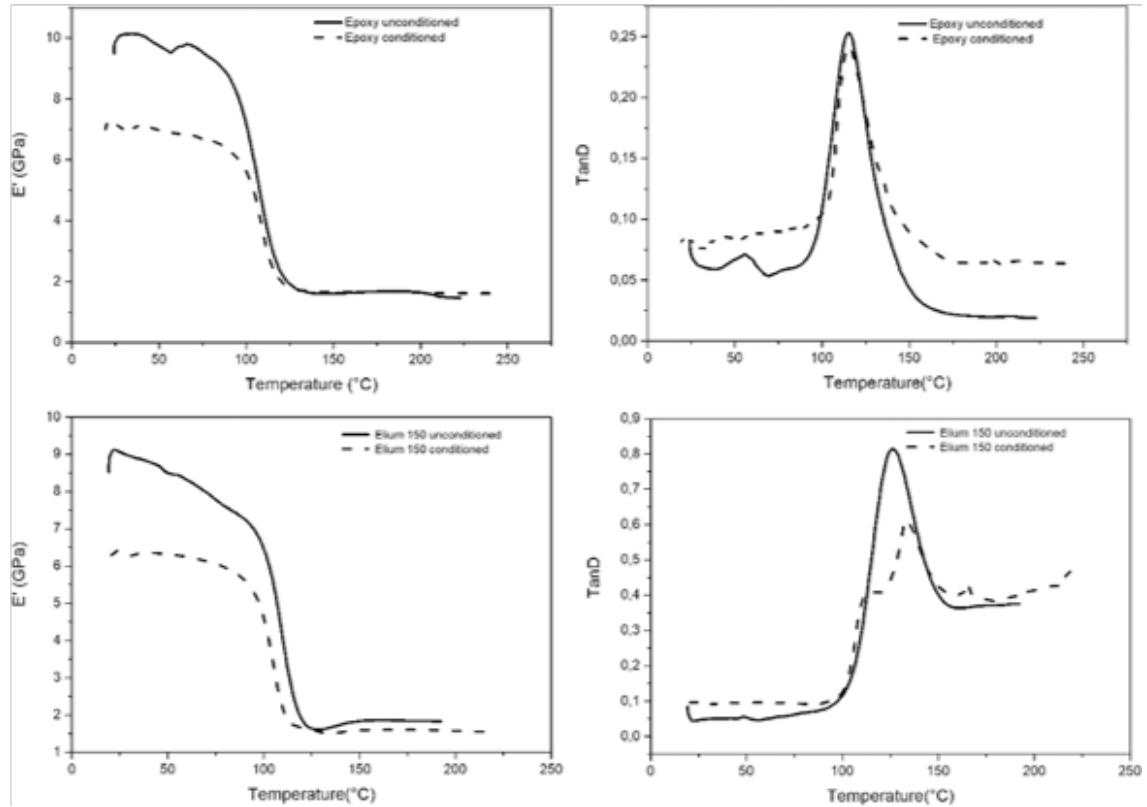 Epoxy unconditioned
Epoxy conditioned
E' (GPa)
10
8
6
4
2
0
0 50 100 150 200 250
Temperature (°C)
Epoxy unconditioned
Epoxy conditioned
TanD
0,25
0,20
0,15
0,10
0,05
0,00
0 50 100 150 200 250
Temperature(°C)
Elium 150 unconditioned
Elium 150 conditioned
E' (GPa)
10
9
8
7
6
5
4
3
2
1
0 50 100 150 200 250
Temperature(°C)
Elium 150 unconditioned
Elium 150 conditioned
TanD
0,9
0,8
0,7
0,6
0,5
0,4
0,3
0,2
0,1
0,0
0 50 100 150 200 250
Temperature(°C)